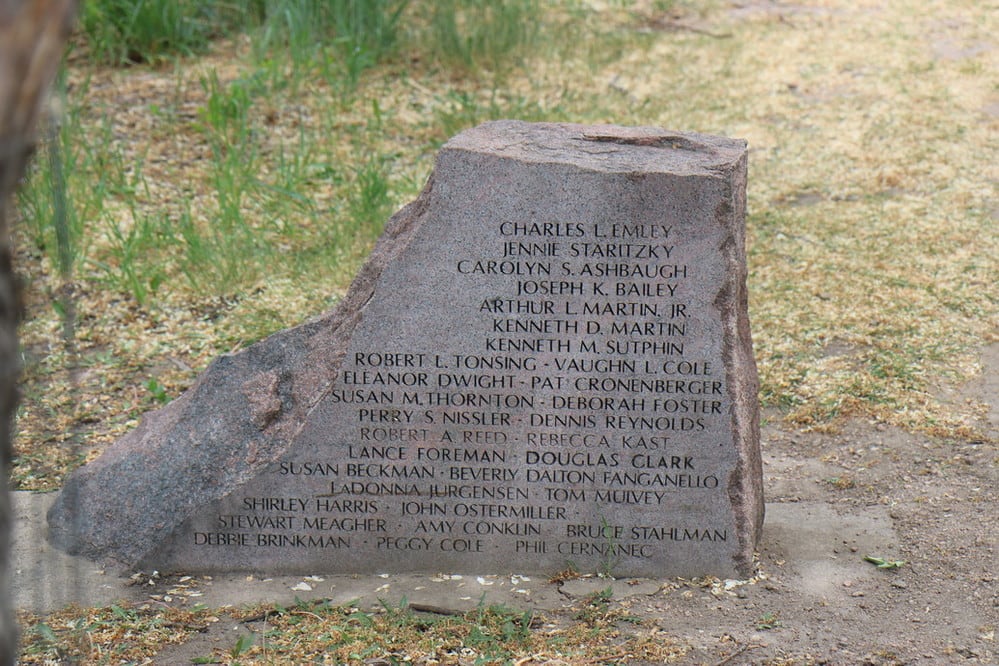 CHARLES L. EMLEY
JENNIE STARITZKY
CAROLYN S. ASHBAUGH
JOSEPH K. BAILEY
ARTHUR L. MARTIN, JR.
KENNETH D. MARTIN
KENNETH M. SUTPHIN
ROBERT L. TONSING · VAUGHN L. COLE
ELEANOR DWIGHT · PAT CRONENBERGER
SUSAN M. THORNTON · DEBORAH FOSTER
PERRY S. NISSLER · DENNIS REYNOLDS
ROBERT A. REED · REBECCA KAST
LANCE FOREMAN · DOUGLAS CLARK
SUSAN BECKMAN · BEVERLY DALTON FANGANELLO
LADONNA JURGENSEN · TOM MULVEY
SHIRLEY HARRIS · JOHN OSTERMILLER ·
STEWART MEAGHER · AMY CONKLIN · BRUCE STAHLMAN
DEBBIE BRINKMAN · PEGGY COLE · PHIL CERNANEC